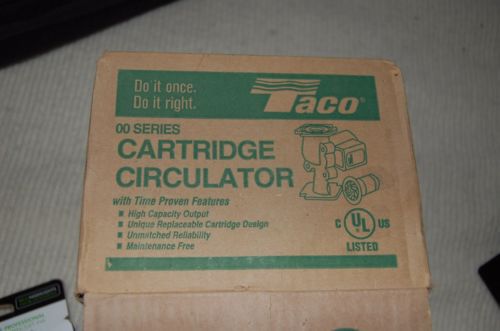 Do it once.
Do it right.
Taco®
00 SERIES
CARTRIDGE
CIRCULATOR
with Time Proven Features
■ High Capacity Output
■ Unique Replaceable Cartridge Design
■ Unmatched Reliability
■ Maintenance Free
C UL US
LISTED
PROFESSIONAL